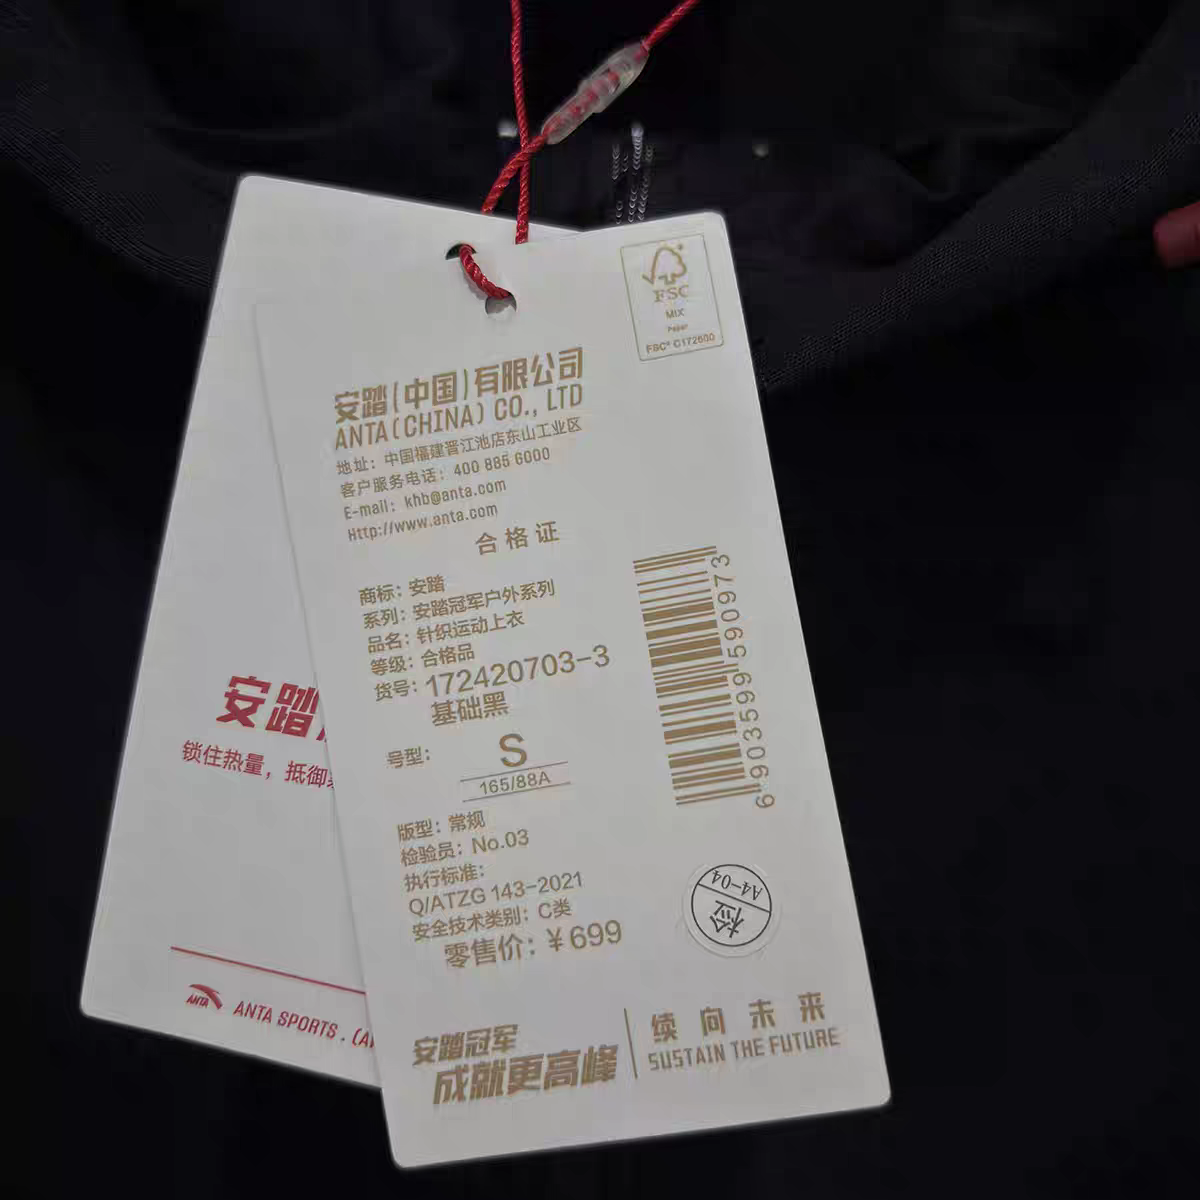 FSC
MIX
Paper
FSC® C172680
安踏(中国)有限公司
ANTA(CHINA) CO., LTD
地址：中国福建晋江池店东山工业区
客户服务电话：400 885 6000
E-mail：khb@anta.com
Http://www.anta.com
合格证
商标：安踏
系列：安踏冠军户外系列
品名：针织运动上衣
等级：合格品
货号：172420703-3
基础黑
号型：
S
165/88A
版型：常规
检验员：No.03
执行标准：
Q/ATZG 143-2021
安全技术类别：C类
零售价：￥699
6 903599 590973
检
A4-04
安踏冠军
成就更高峰
续向未来
SUSTAIN THE FUTURE
安踏
锁住热量，抵御
ANTA
ANTA SPORTS.